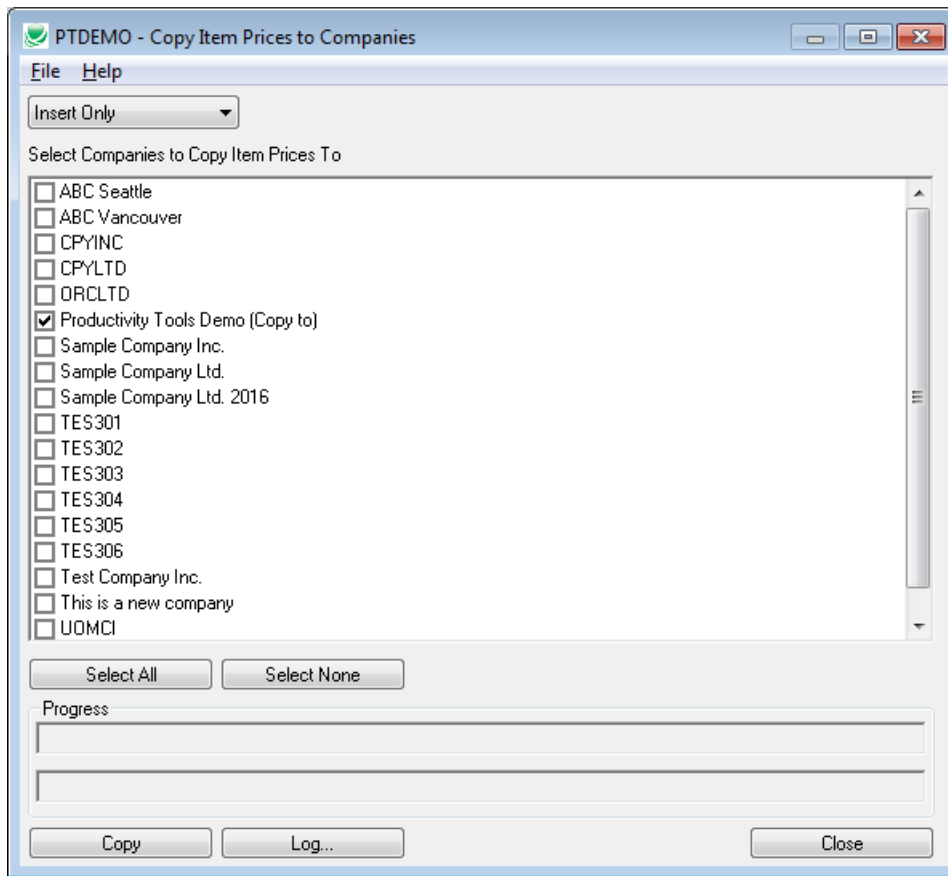 PTDEMO - Copy Item Prices to Companies
File Help
Insert Only
Select Companies to Copy Item Prices To
ABC Seattle
ABC Vancouver
CPYINC
CPYLTD
ORCLTD
Productivity Tools Demo (Copy to)
Sample Company Inc.
Sample Company Ltd.
Sample Company Ltd. 2016
TES301
TES302
TES303
TES304
TES305
TES306
Test Company Inc.
This is a new company
UOMCI
Select All Select None
Progress
Copy Log... Close